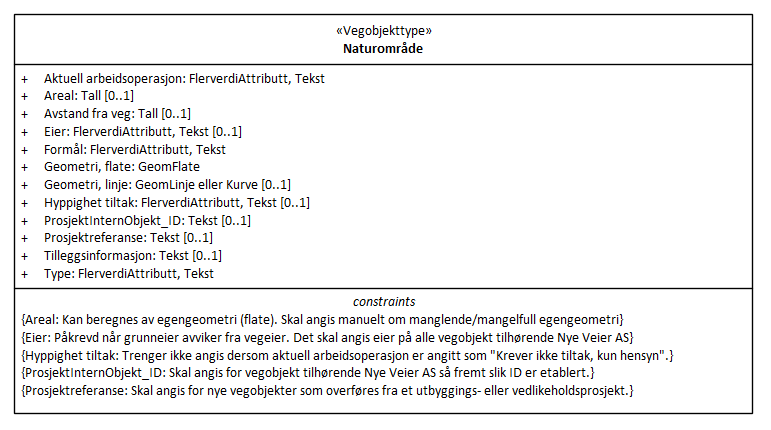 «Vegobjekttype»
Naturområde
+ Aktuell arbeidsoperasjon: FlerverdiAttributt, Tekst
+ Areal: Tall [0..1]
+ Avstand fra veg: Tall [0..1]
+ Eier: FlerverdiAttributt, Tekst [0..1]
+ Formål: FlerverdiAttributt, Tekst
+ Geometri, flate: GeomFlate
+ Geometri, linje: GeomLinje eller Kurve [0..1]
+ Hyppighet tiltak: FlerverdiAttributt, Tekst [0..1]
+ ProsjektInternObjekt_ID: Tekst [0..1]
+ Prosjektreferanse: Tekst [0..1]
+ Tilleggsinformasjon: Tekst [0..1]
+ Type: FlerverdiAttributt, Tekst
constraints
{Areal: Kan beregnes av egengeometri (flate). Skal angis manuelt om manglende/mangelfull egengeometri}
{Eier: Påkrevd når grunneier avviker fra vegeier. Det skal angis eier på alle vegobjekt tilhørende Nye Veier AS}
{Hyppighet tiltak: Trenger ikke angis dersom aktuell arbeidsoperasjon er angitt som "Krever ikke tiltak, kun hensyn".}
{ProsjektInternObjekt_ID: Skal angis for vegobjekt tilhørende Nye Veier AS så fremt slik ID er etablert.}
{Prosjektreferanse: Skal angis for nye vegobjekter som overføres fra et utbyggings- eller vedlikeholdsprosjekt.}